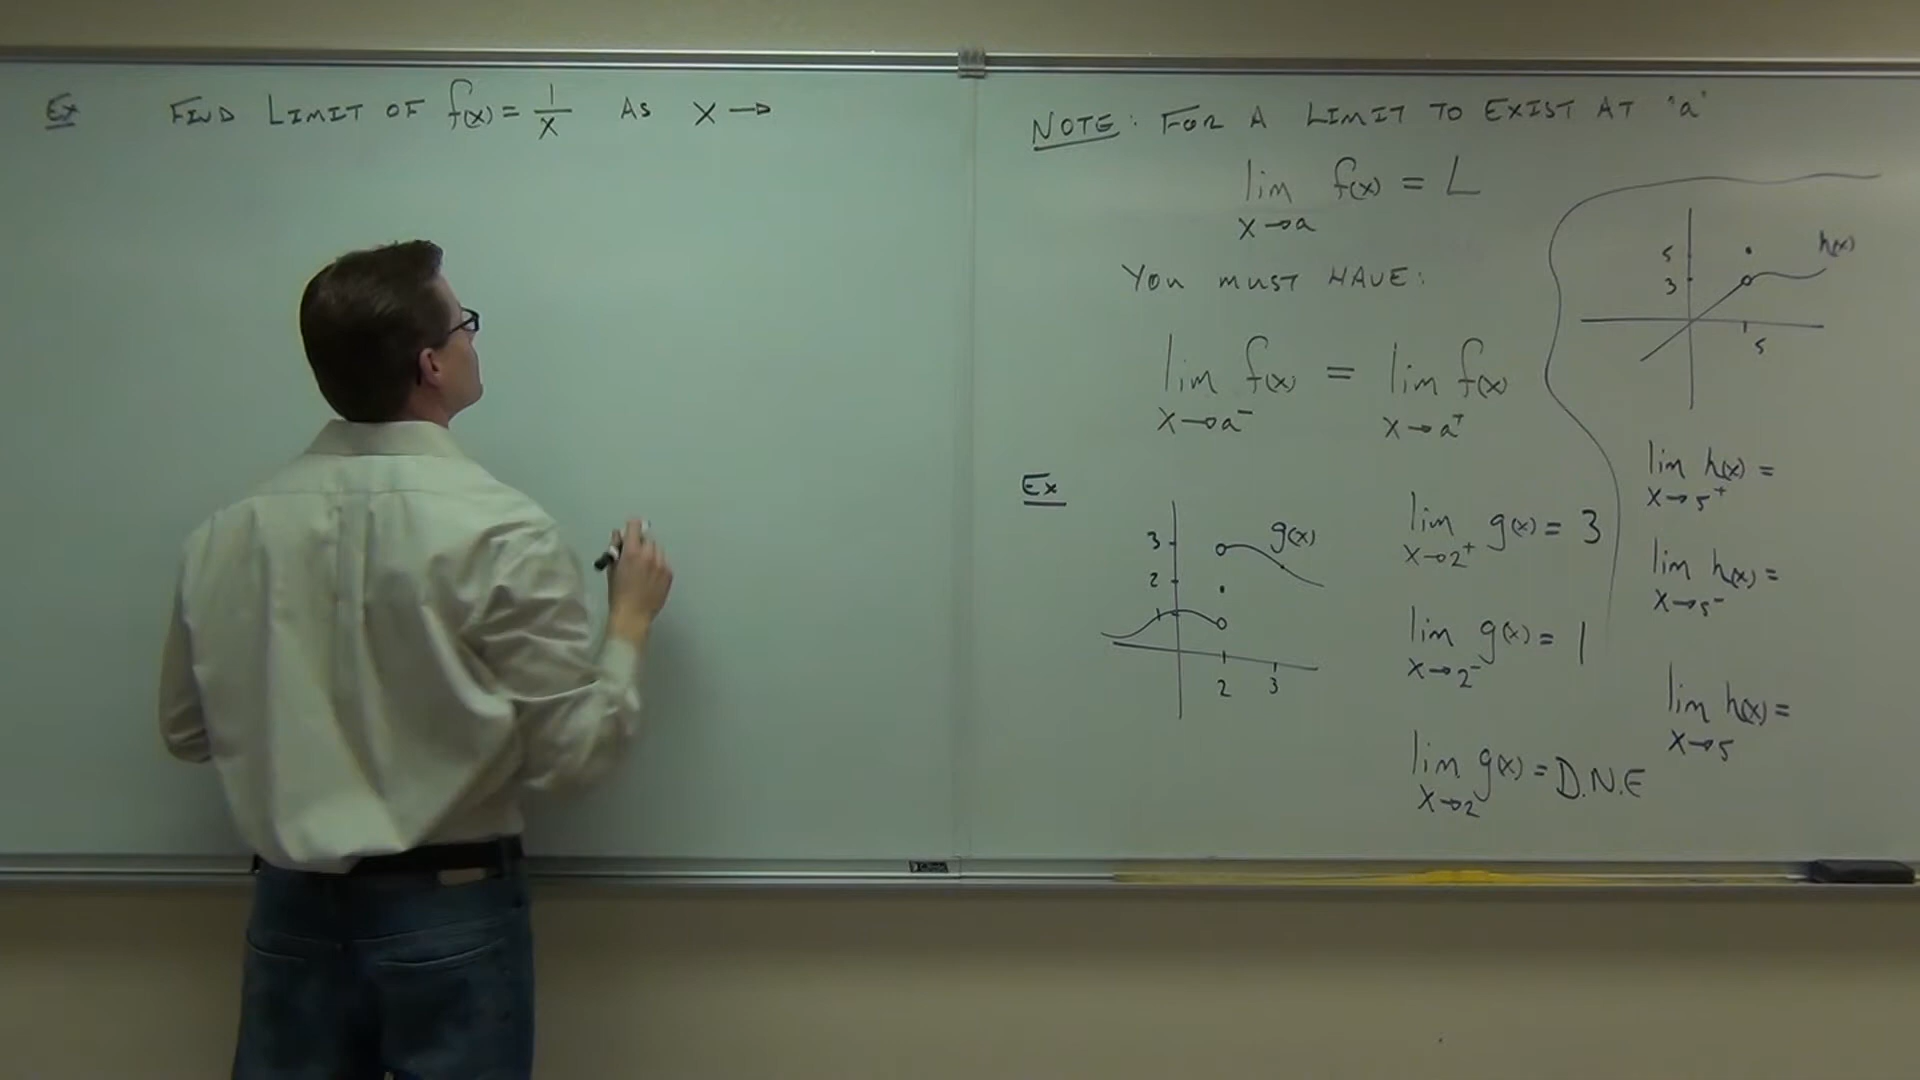 Ex FIND LIMIT OF f(x) = 1/x AS x →
NOTE: FOR A LIMIT TO EXIST AT "a"
lim f(x) = L
x→a
YOU MUST HAVE:
lim f(x) = lim f(x)
x→a⁻ x→a⁺
Ex
3
2
1
2 3
g(x)
lim g(x) = 3
x→2⁺
lim g(x) = 1
x→2⁻
lim g(x) = D.N.E
x→2
5
3
5
h(x)
lim h(x) =
x→5⁺
lim h(x) =
x→5⁻
lim h(x) =
x→5